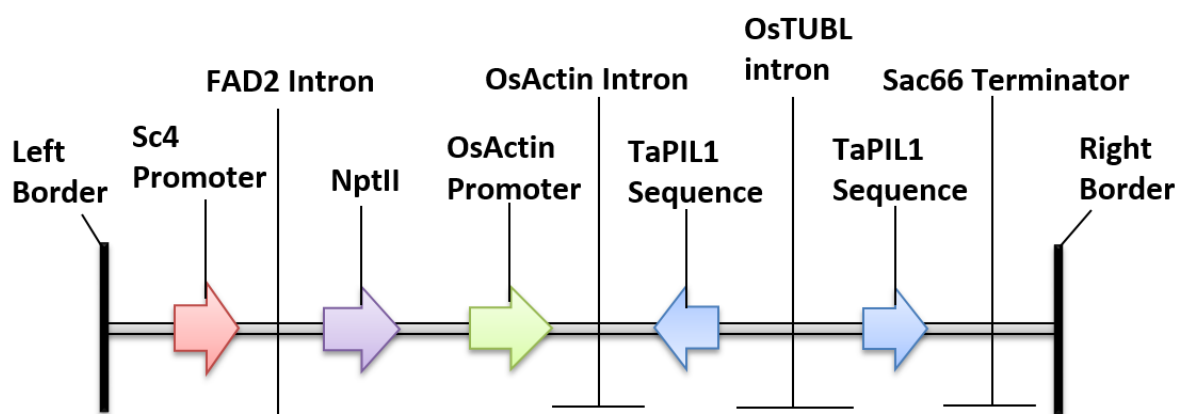 Left
Border
Sc4
Promoter
FAD2 Intron
NptII
OsActin
Promoter
OsActin Intron
TaPIL1
Sequence
OsTUBL
intron
TaPIL1
Sequence
Sac66 Terminator
Right
Border